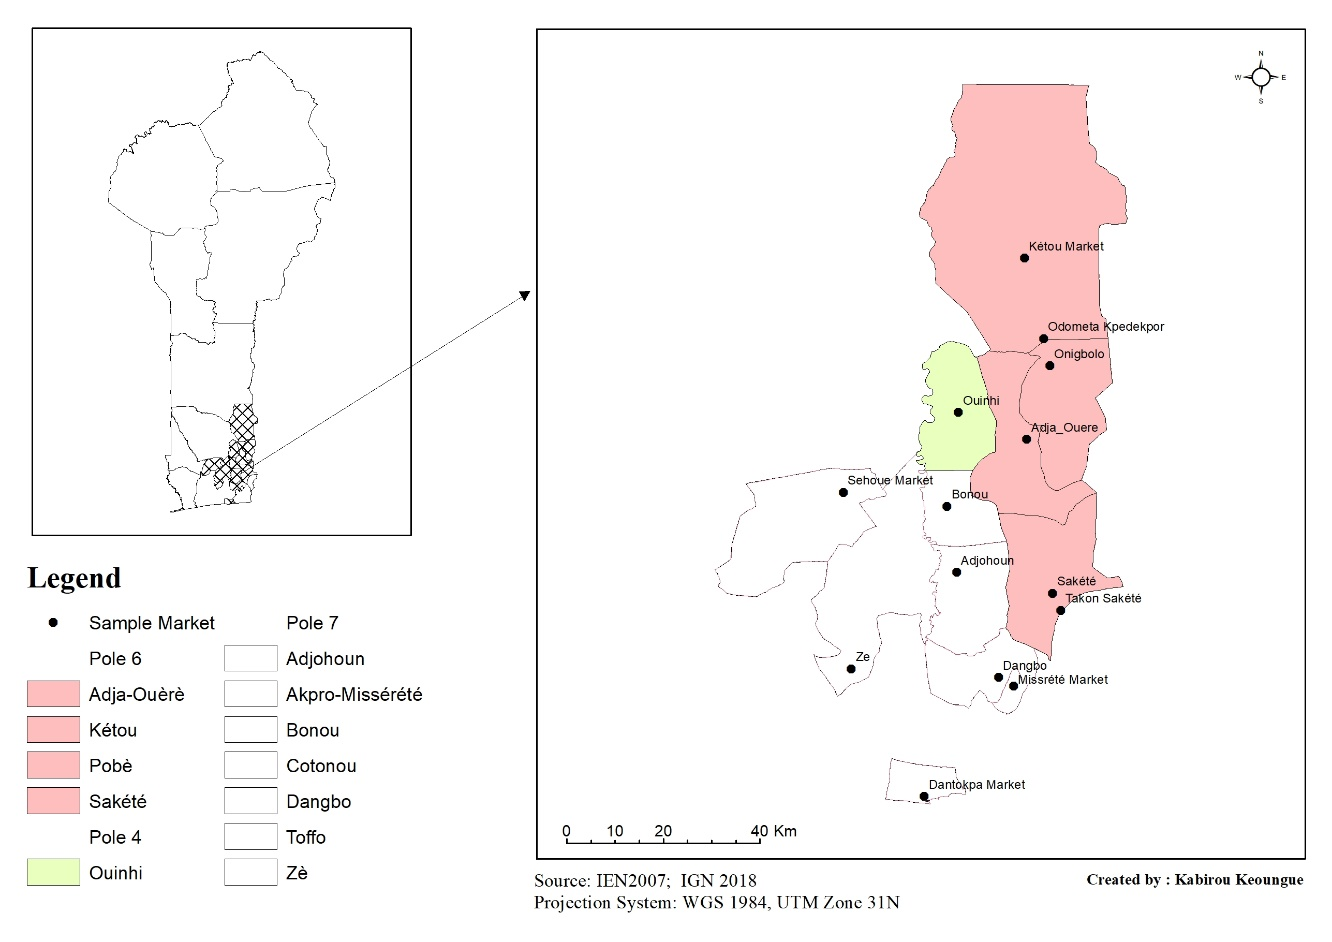 N
W
E
S
Kétou Market
Odometa Kpedekpor
Onigbolo
Ouinhi
Adja_Ouere
Sehoue Market
Bonou
Adjohoun
Sakété
Takon Sakété
Ze
Dangbo
Missrété Market
Dantokpa Market
0 10 20 40 Km
Legend
Sample Market
Pole 6
Adja-Ouèrè
Kétou
Pobè
Sakété
Pole 4
Ouinhi
Pole 7
Adjohoun
Akpro-Missérété
Bonou
Cotonou
Dangbo
Toffo
Zè
Source: IEN2007; IGN 2018
Projection System: WGS 1984, UTM Zone 31N
Created by : Kabirou Keoungue